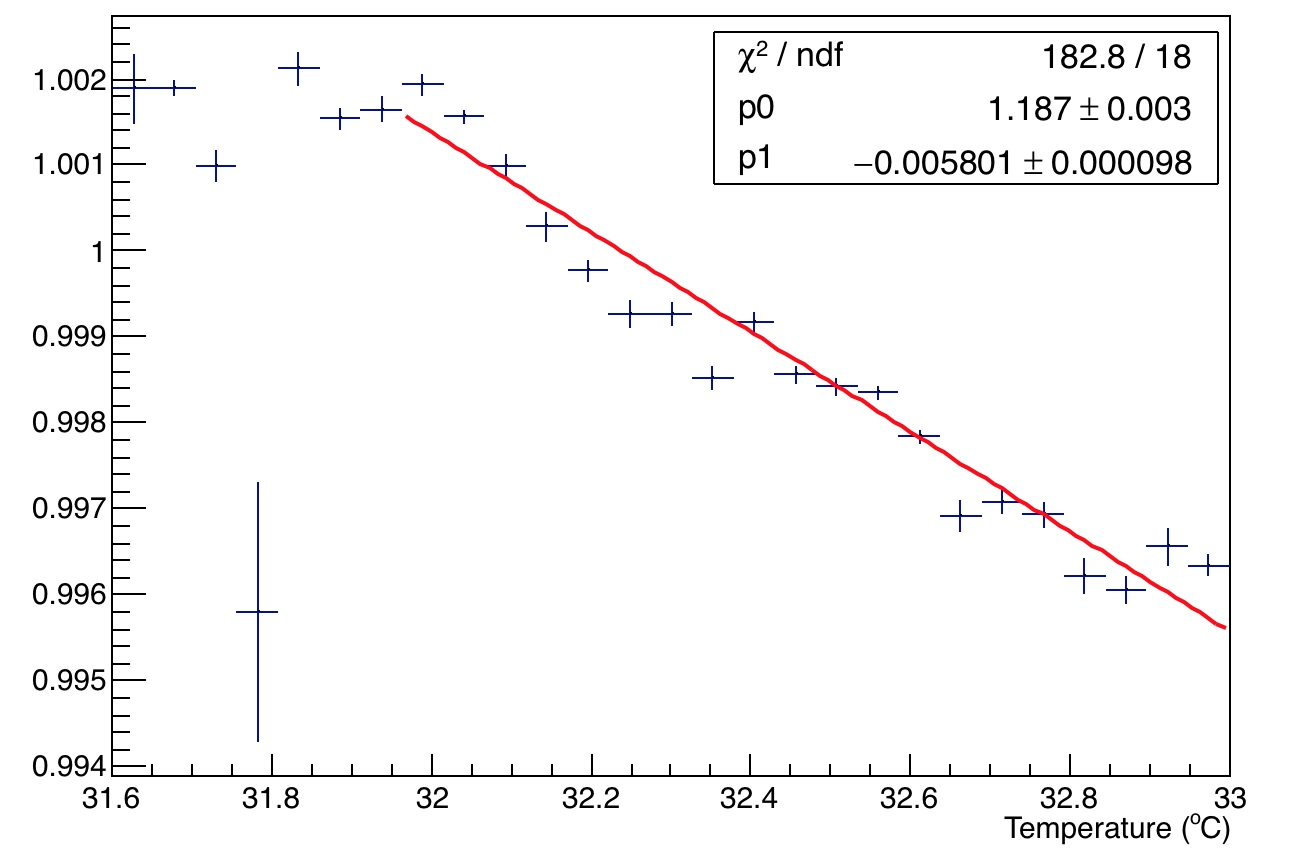 χ² / ndf 182.8 / 18
p0 1.187 ± 0.003
p1 −0.005801 ± 0.000098
1.002
1.001
1
0.999
0.998
0.997
0.996
0.995
0.994
31.6 31.8 32 32.2 32.4 32.6 32.8 33
Temperature (°C)